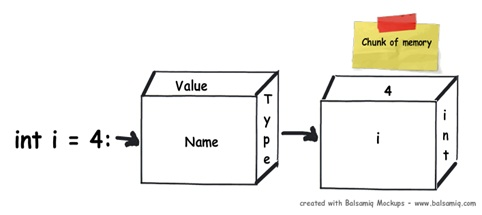 Chunk of memory
int i = 4:
Value
Name
Type
4
i
int
created with Balsamiq Mockups - www.balsamiq.com